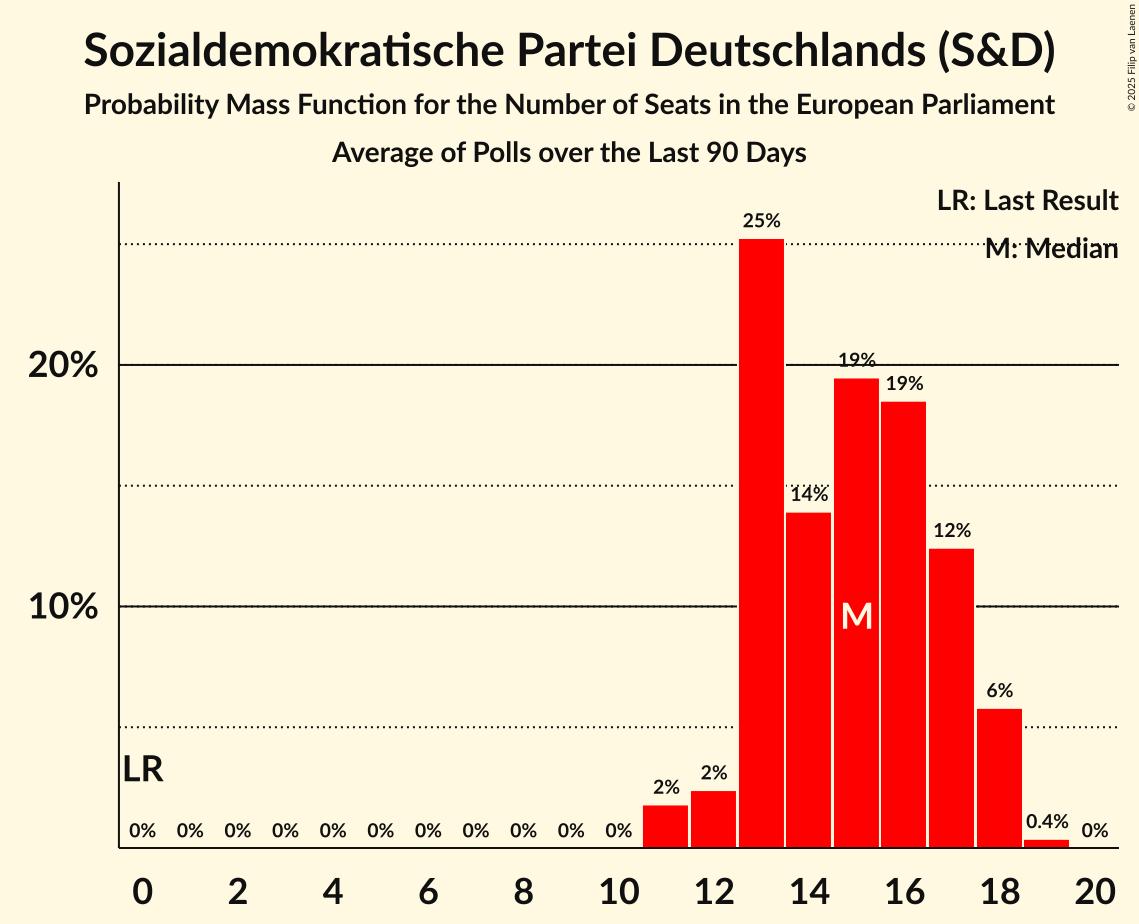 Sozialdemokratische Partei Deutschlands (S&D)
Probability Mass Function for the Number of Seats in the European Parliament
Average of Polls over the Last 90 Days
© 2025 Filip van Laenen
LR: Last Result
M: Median
25%
20%
19%
19%
14%
12%
10%
M
6%
LR
2%
2%
0.4%
0% 0% 0% 0% 0% 0% 0% 0% 0% 0% 0% 0%
0 2 4 6 8 10 12 14 16 18 20